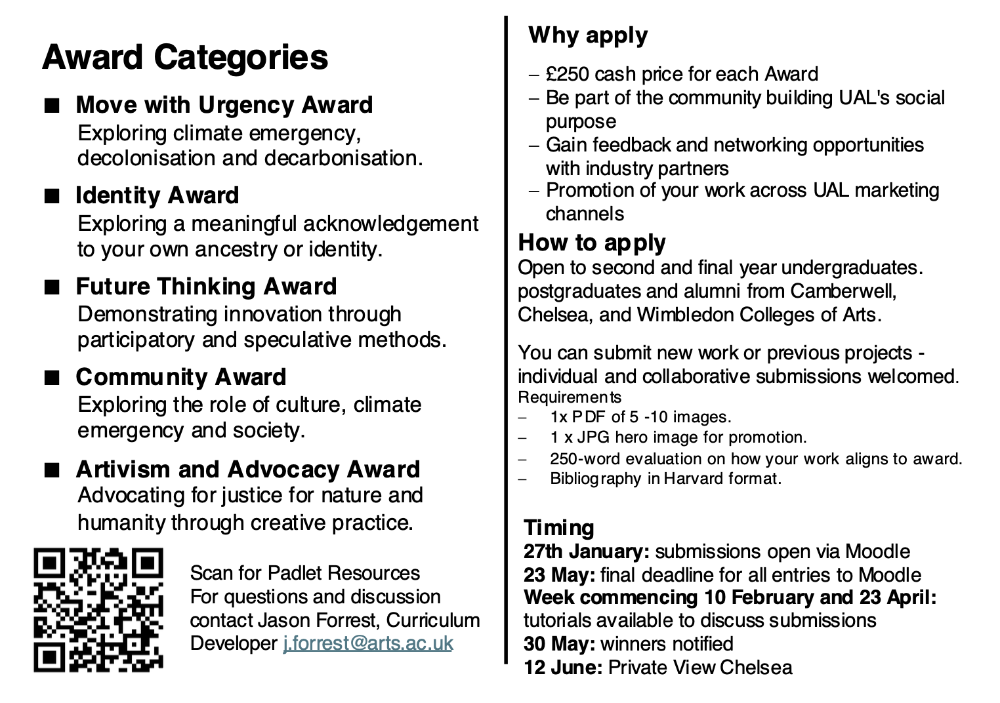 Award Categories
■ Move with Urgency Award
Exploring climate emergency,
decolonisation and decarbonisation.
■ Identity Award
Exploring a meaningful acknowledgement
to your own ancestry or identity.
■ Future Thinking Award
Demonstrating innovation through
participatory and speculative methods.
■ Community Award
Exploring the role of culture, climate
emergency and society.
■ Artivism and Advocacy Award
Advocating for justice for nature and
humanity through creative practice.
Scan for Padlet Resources
For questions and discussion
contact Jason Forrest, Curriculum
Developer j.forrest@arts.ac.uk
Why apply
– £250 cash price for each Award
– Be part of the community building UAL's social
purpose
– Gain feedback and networking opportunities
with industry partners
– Promotion of your work across UAL marketing
channels
How to apply
Open to second and final year undergraduates.
postgraduates and alumni from Camberwell,
Chelsea, and Wimbledon Colleges of Arts.
You can submit new work or previous projects -
individual and collaborative submissions welcomed.
Requirements
– 1x PDF of 5 -10 images.
– 1 x JPG hero image for promotion.
– 250-word evaluation on how your work aligns to award.
– Bibliography in Harvard format.
Timing
27th January: submissions open via Moodle
23 May: final deadline for all entries to Moodle
Week commencing 10 February and 23 April:
tutorials available to discuss submissions
30 May: winners notified
12 June: Private View Chelsea